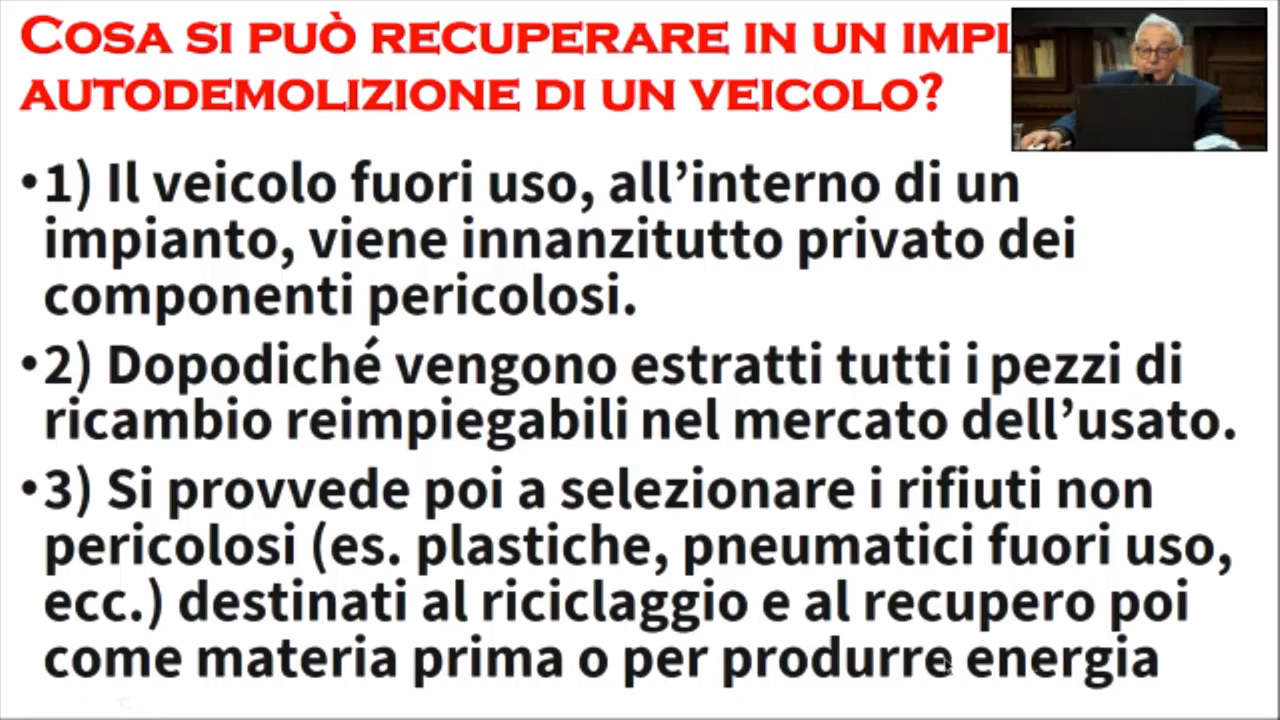 COSA SI PUÒ RECUPERARE IN UN
AUTODEMOLIZIONE DI UN VEICOLO?
•1) Il veicolo fuori uso, all’interno di un
impianto, viene innanzitutto privato dei
componenti pericolosi.
•2) Dopodiché vengono estratti tutti i pezzi di
ricambio reimpiegabili nel mercato dell’usato.
•3) Si provvede poi a selezionare i rifiuti non
pericolosi (es. plastiche, pneumatici fuori uso,
ecc.) destinati al riciclaggio e al recupero poi
come materia prima o per produrre energia